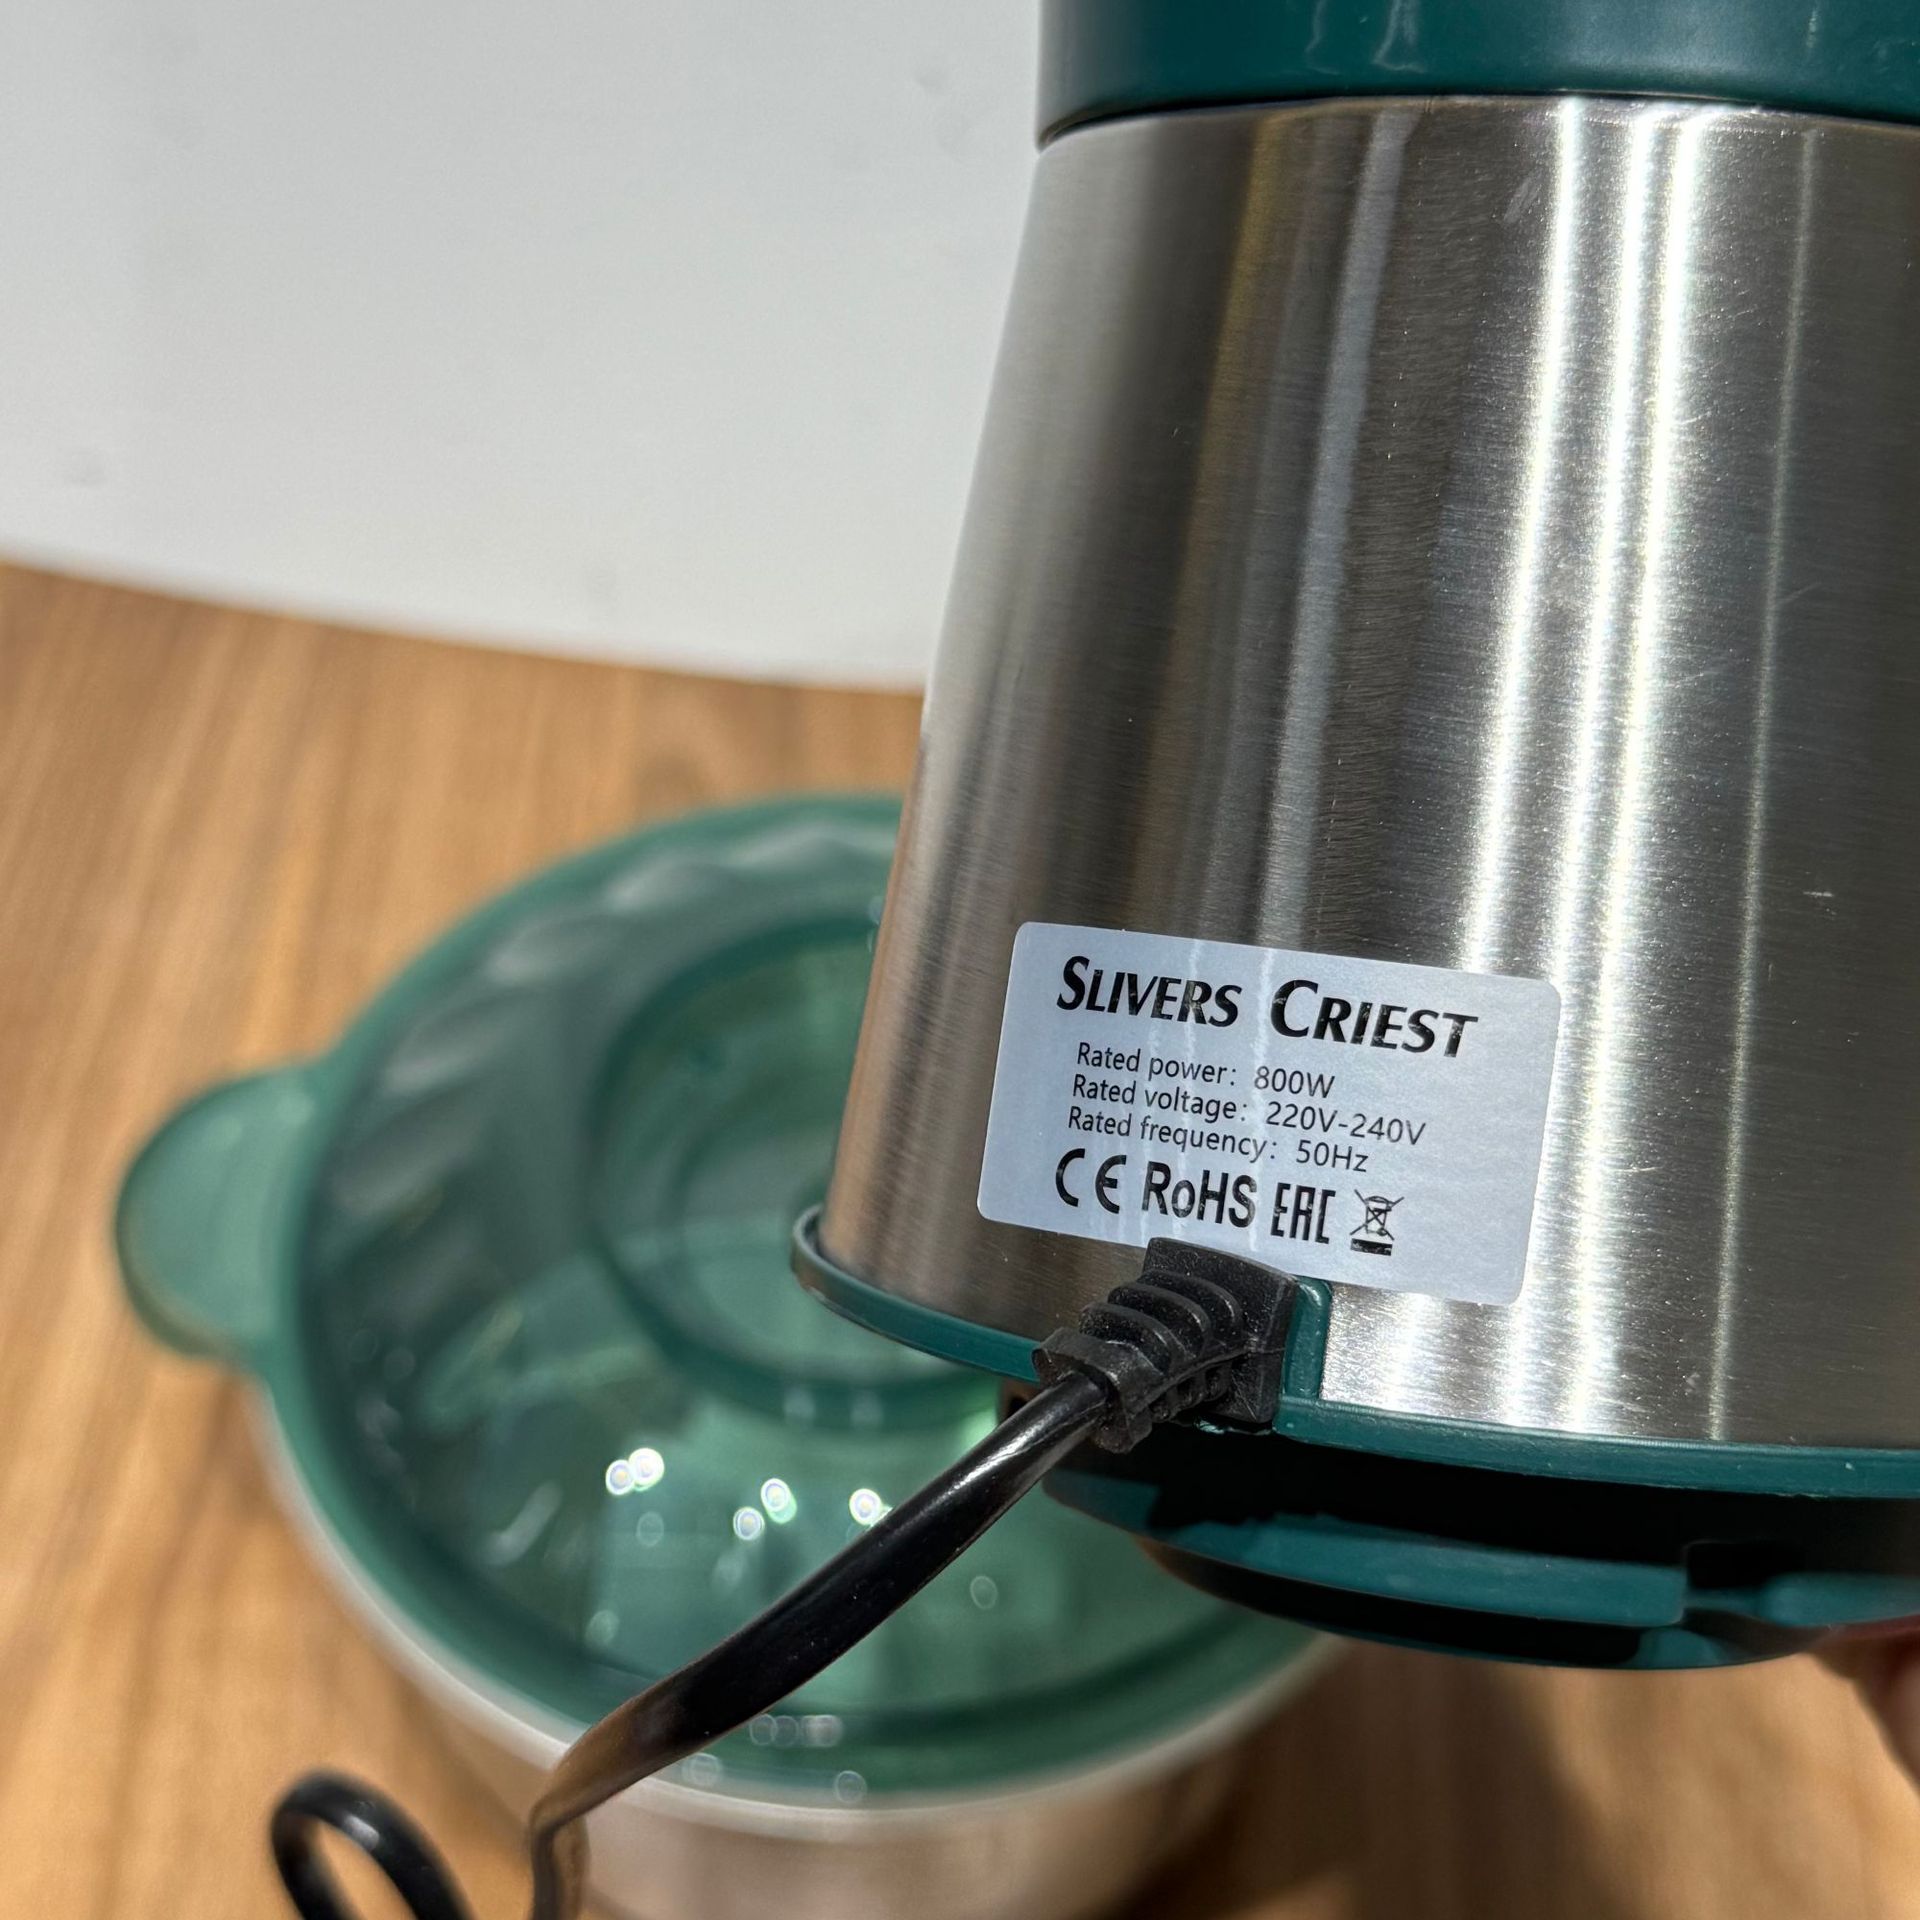 SLIVERS CRIEST
Rated power: 800W
Rated voltage: 220V-240V
Rated frequency: 50Hz
CE RoHS EAC